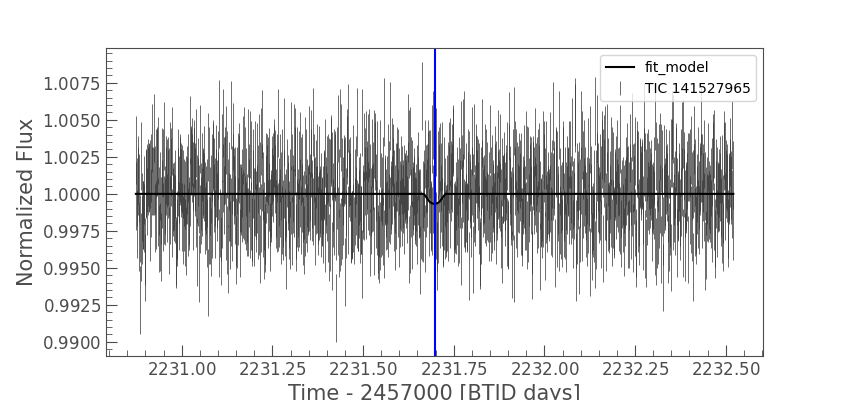 fit_model
TIC 141527965
1.0075
1.0050
1.0025
1.0000
0.9975
0.9950
0.9925
0.9900
Normalized Flux
2231.00 2231.25 2231.50 2231.75 2232.00 2232.25 2232.50
Time - 2457000 [BTJD days]